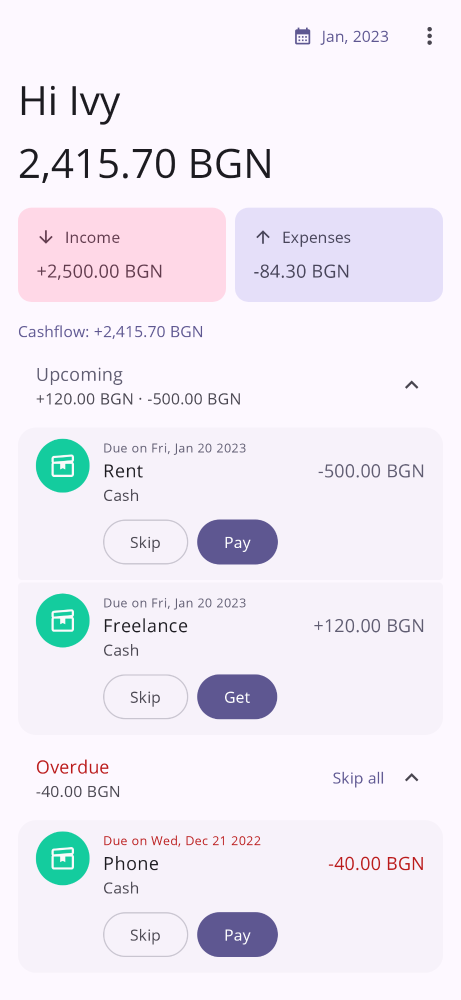 Jan, 2023
Hi Ivy
2,415.70 BGN
Income
+2,500.00 BGN
Expenses
-84.30 BGN
Cashflow: +2,415.70 BGN
Upcoming
+120.00 BGN · -500.00 BGN
Due on Fri, Jan 20 2023
Rent
-500.00 BGN
Cash
Skip
Pay
Due on Fri, Jan 20 2023
Freelance
+120.00 BGN
Cash
Skip
Get
Overdue
-40.00 BGN
Skip all
Due on Wed, Dec 21 2022
Phone
-40.00 BGN
Cash
Skip
Pay